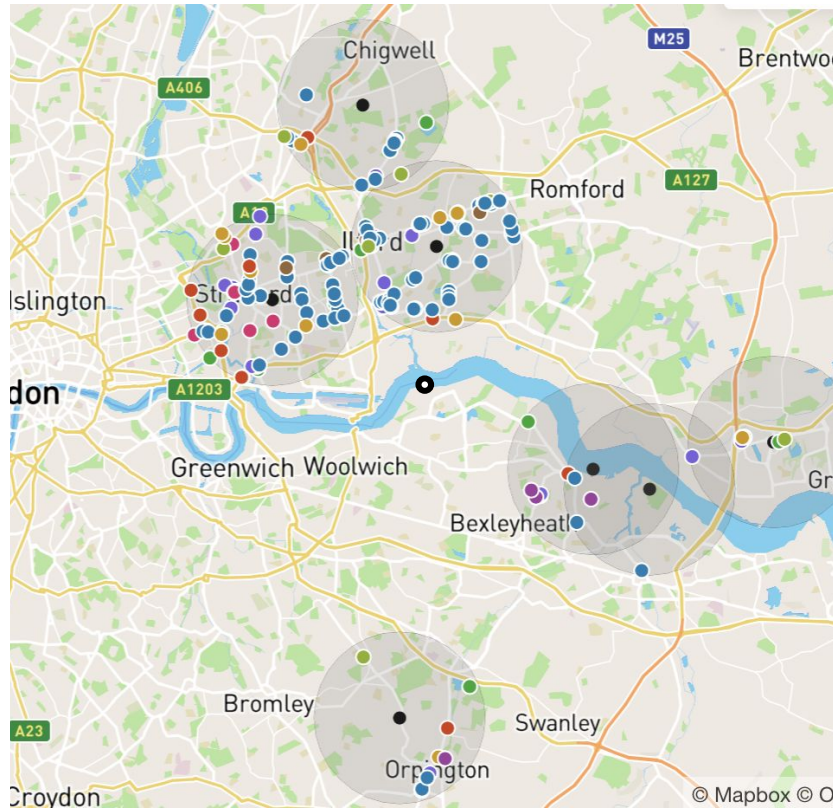 Chigwell
M25
Brentwo
A406
A127
Romford
A12
Ilford
Islington
Stratford
don
A1203
Greenwich
Woolwich
Gr
Bexleyheath
Bromley
Swanley
A23
Orpington
Croydon
© Mapbox © O